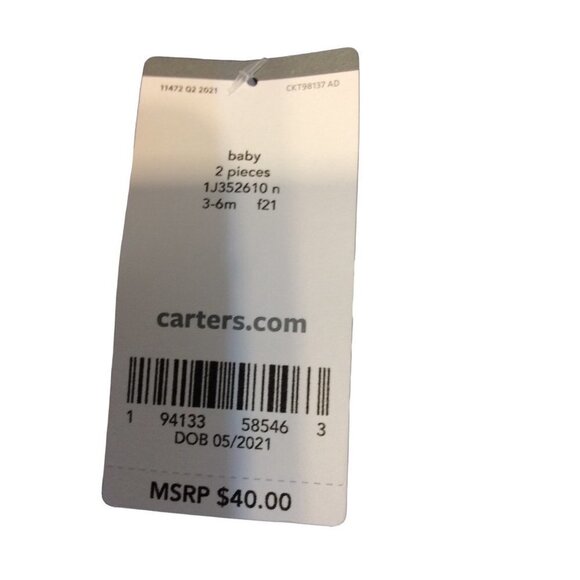 11472 Q2 2021 CKT98137 AD
baby
2 pieces
1J352610 n
3-6m f21
carters.com
1 94133 58546 3
DOB 05/2021
MSRP $40.00